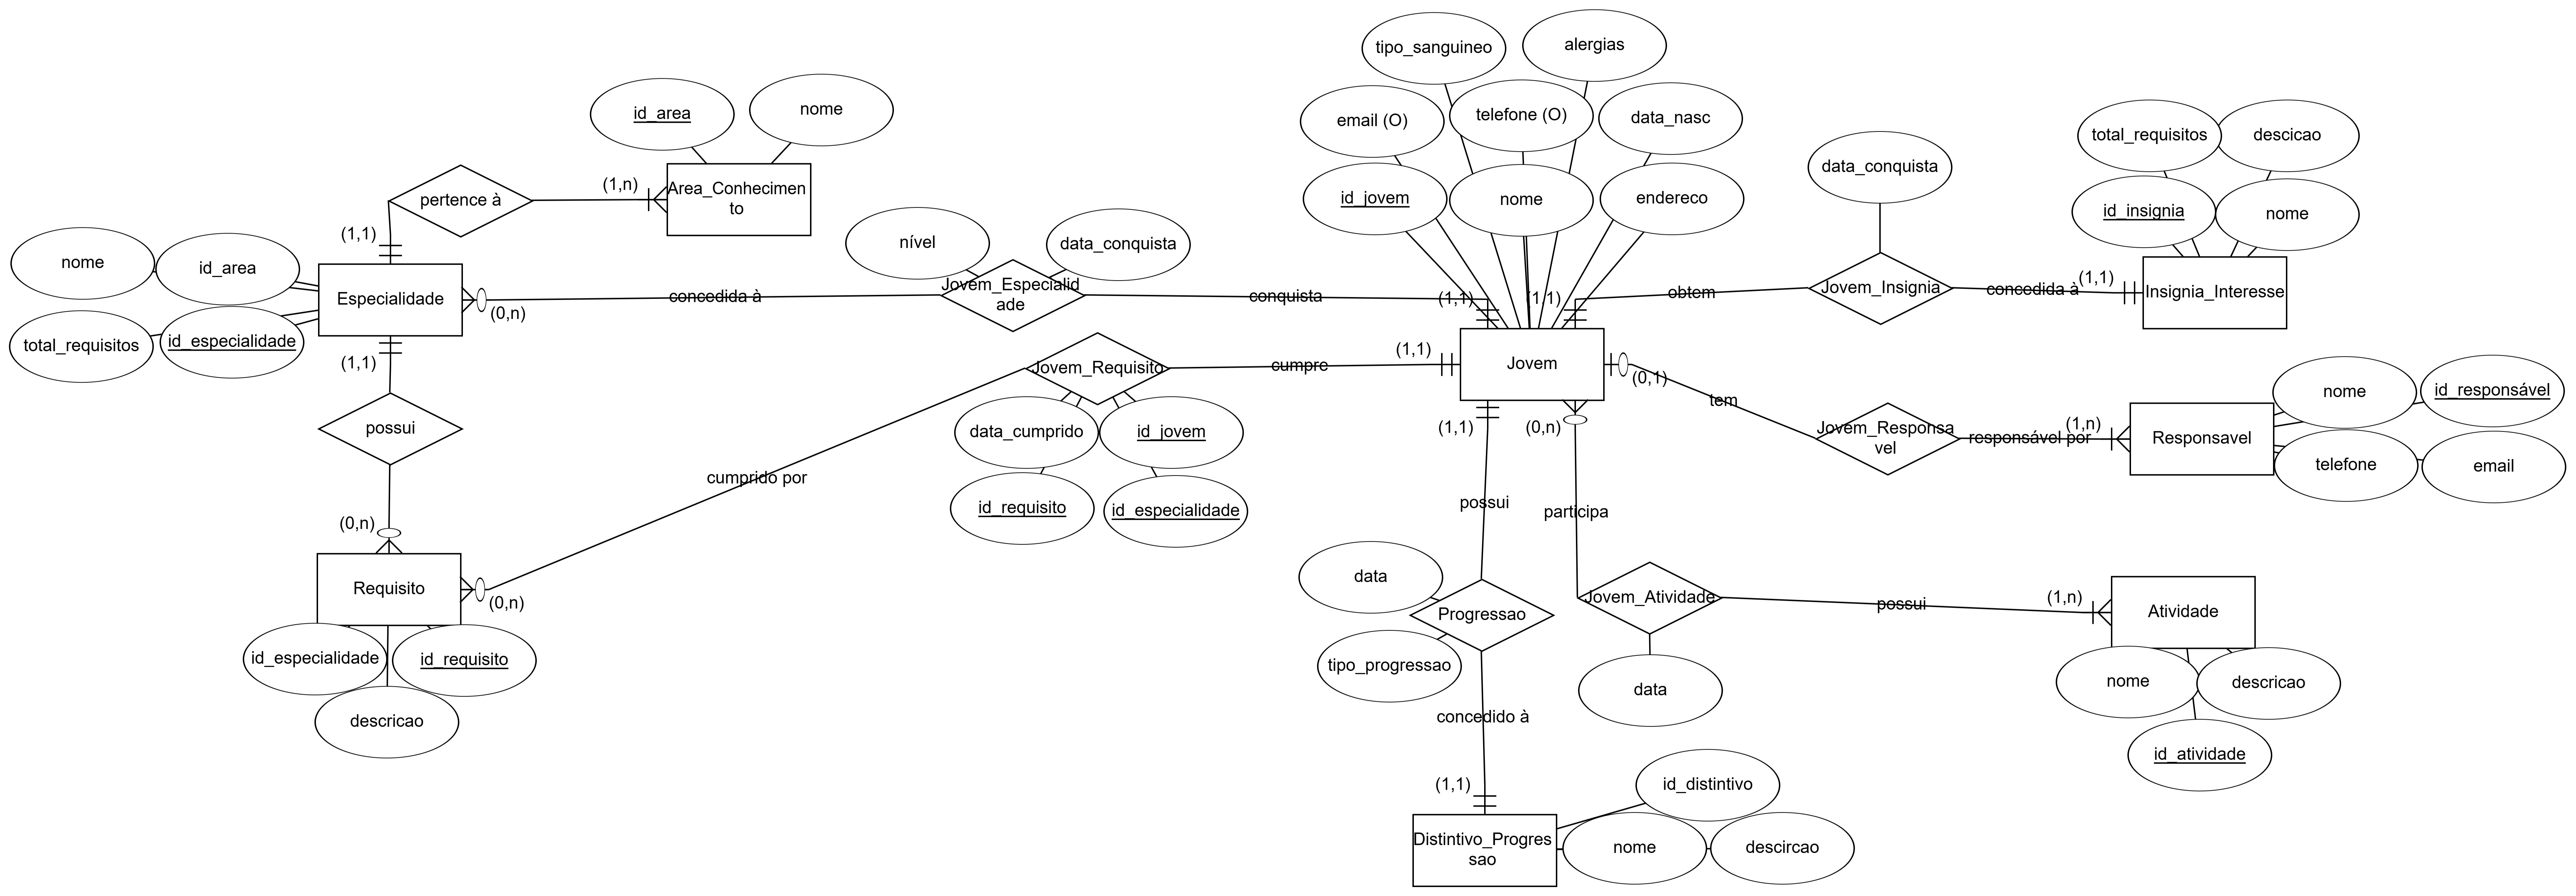 tipo_sanguineo
alergias
email (O)
telefone (O)
data_nasc
id_jovem
nome
endereco
id_area
nome
pertence à
(1,n)
Area_Conhecimen
to
(1,1)
nome
id_area
Especialidade
total_requisitos
id_especialidade
(0,n)
(1,1)
concedida à
nível
data_conquista
Jovem_Especialid
ade
conquista
(1,1)
(1,1)
obtem
data_conquista
Jovem_Insignia
concedida à
(1,1)
total_requisitos
descicao
id_insignia
nome
Insignia_Interesse
possui
(0,n)
Requisito
(0,n)
id_especialidade
id_requisito
descricao
cumprido por
Jovem_Requisito
cumpre
(1,1)
data_cumprido
id_jovem
id_requisito
id_especialidade
Jovem
(0,1)
tem
Jovem_Responsa
vel
responsável por
(1,n)
Responsavel
nome
id_responsável
telefone
email
(1,1)
(0,n)
possui
participa
data
Progressao
tipo_progressao
concedido à
(1,1)
Jovem_Atividade
data
possui
(1,n)
Atividade
nome
descricao
id_atividade
Distintivo_Progres
sao
id_distintivo
nome
descircao